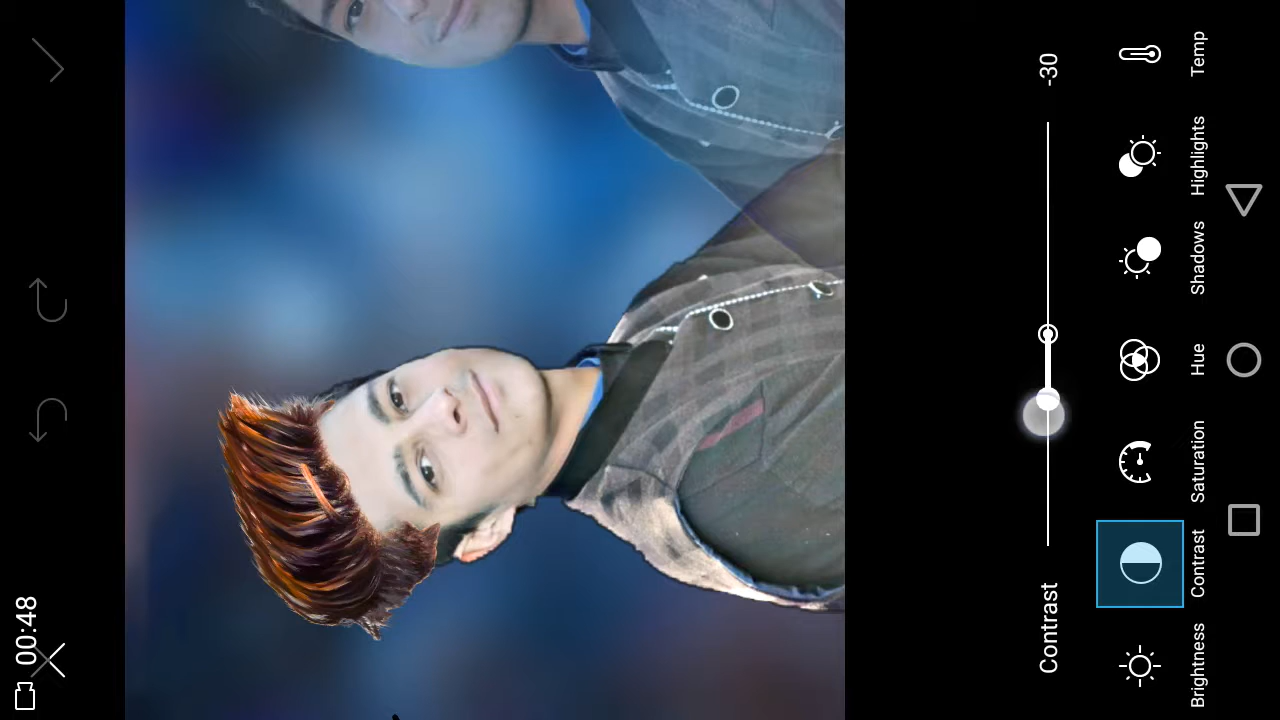 00:48
Contrast -30
Brightness
Contrast
Saturation
Hue
Shadows
Highlights
Temp